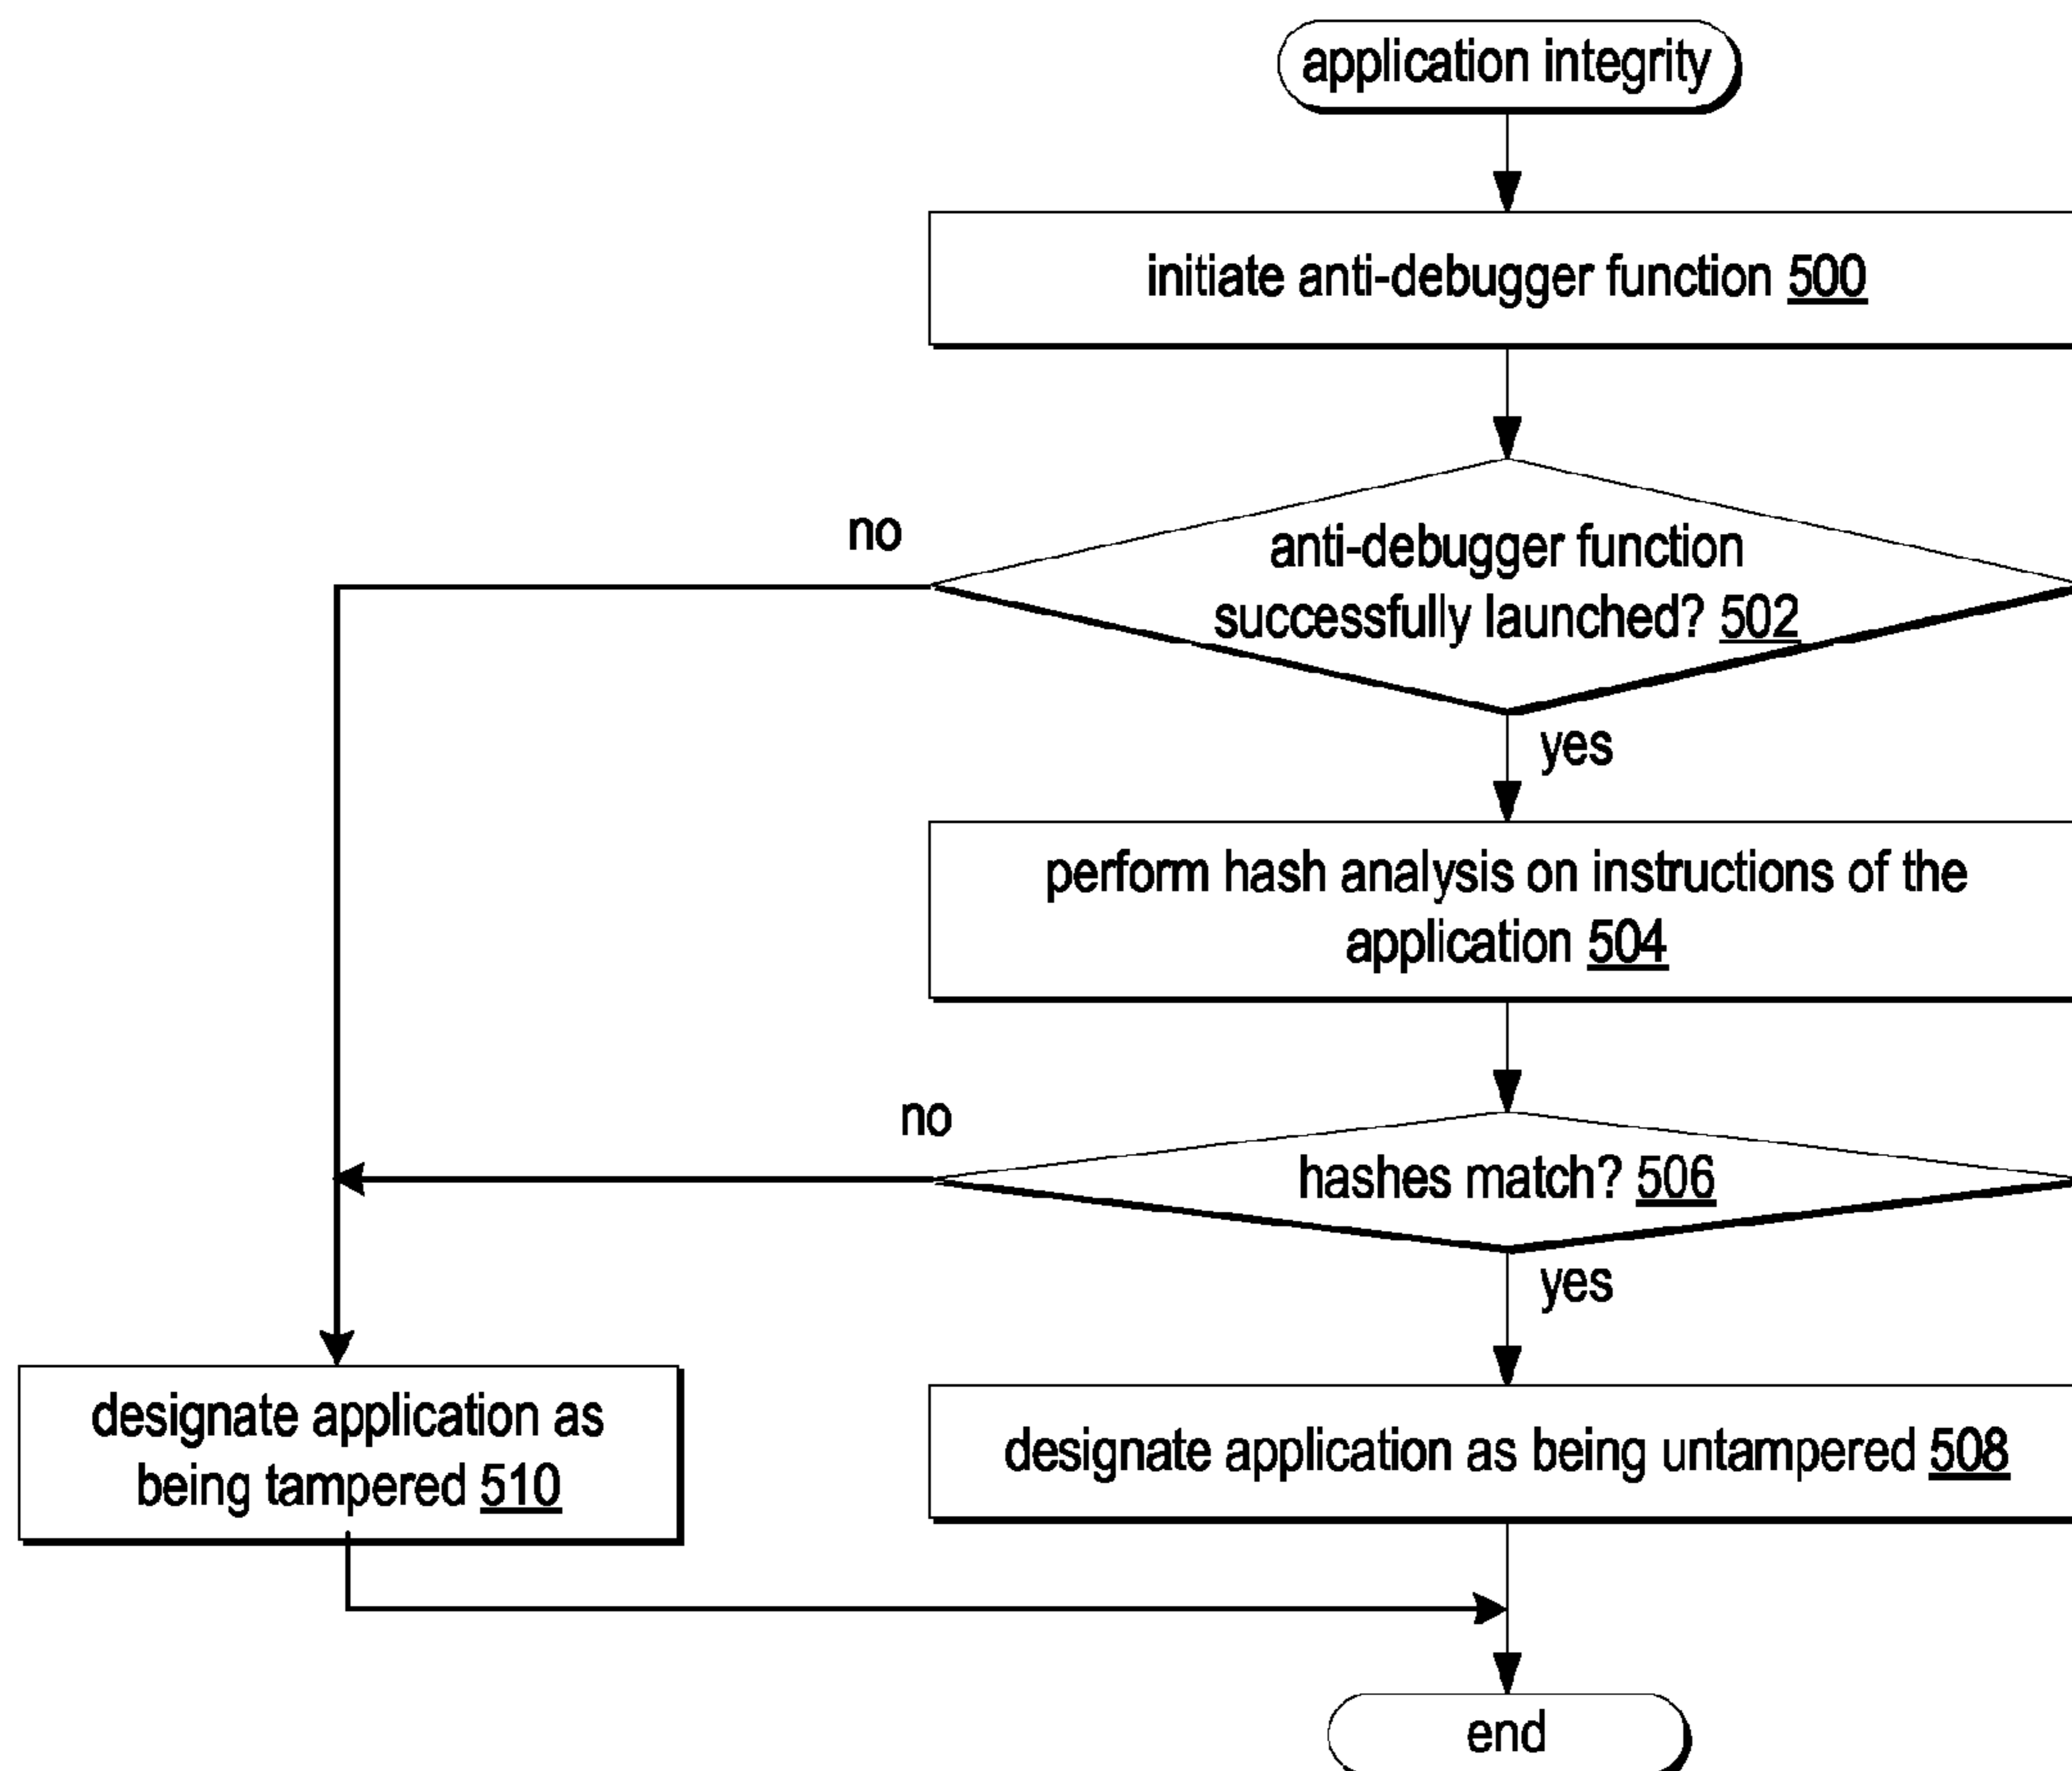 application integrity
initiate anti-debugger function 500
no
anti-debugger function
successfully launched? 502
yes
perform hash analysis on instructions of the
application 504
no
hashes match? 506
yes
designate application as
being tampered 510
designate application as being untampered 508
end